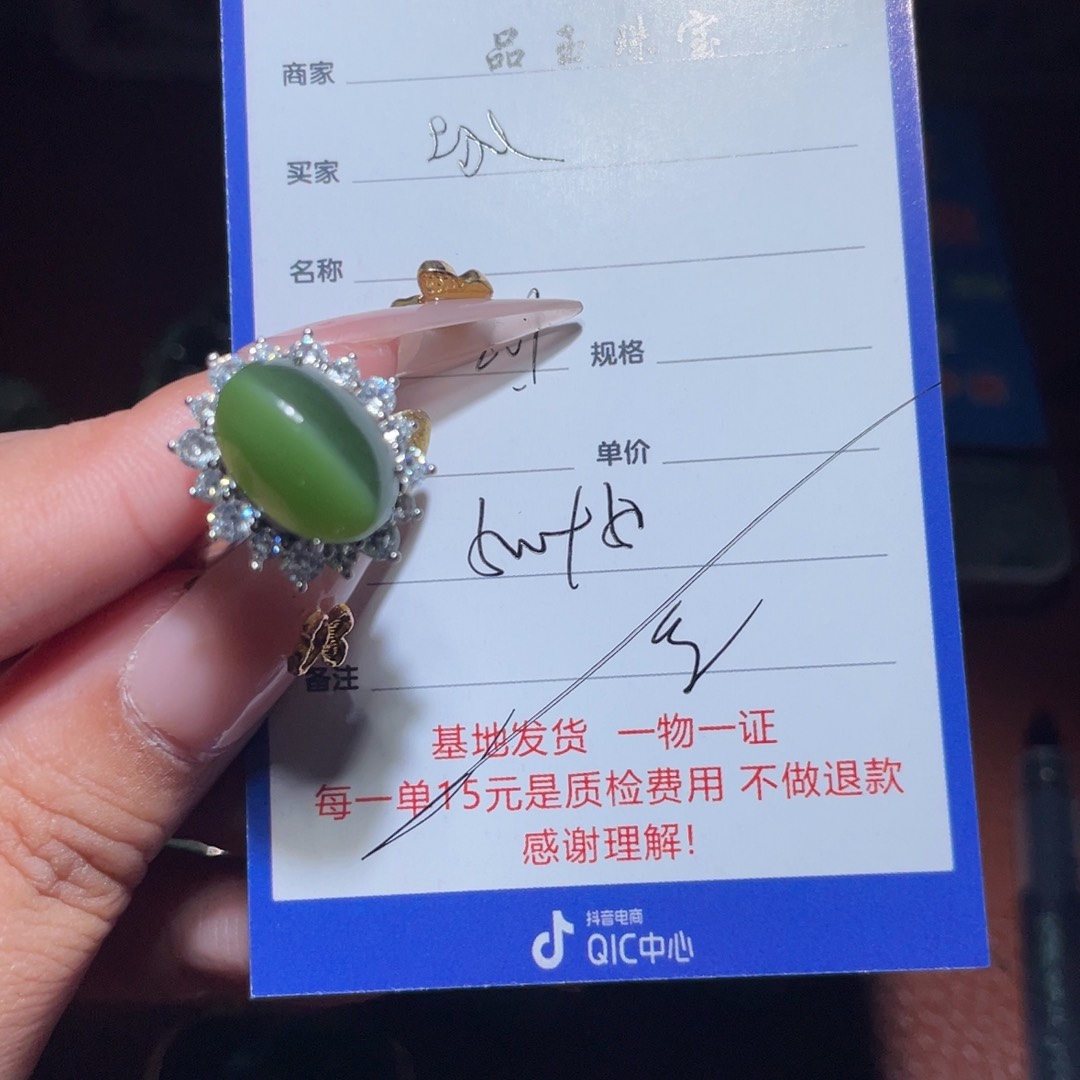 品玉珠宝
商家
买家
名称
规格
单价
备注
基地发货 一物一证
每一单15元是质检费用 不做退款
感谢理解!
抖音电商
QIC中心